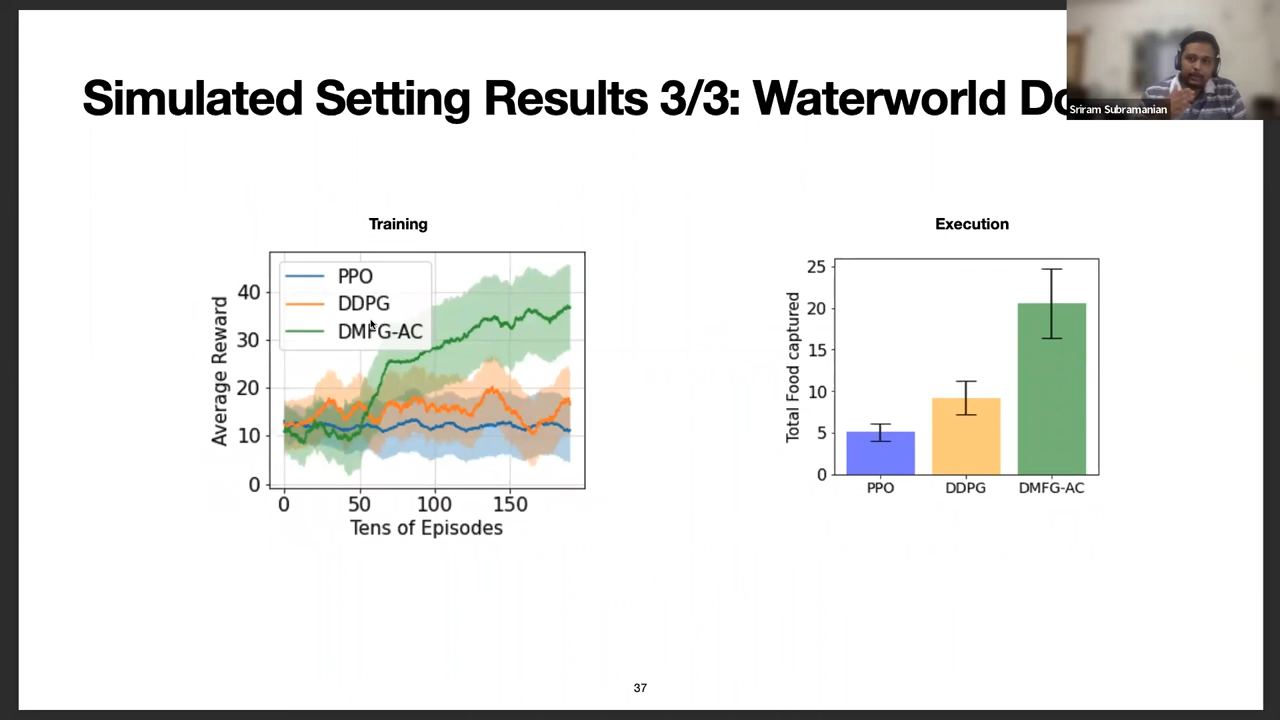 Simulated Setting Results 3/3: Waterworld Do
Sriram Subramanian
Training
PPO
DDPG
DMFG-AC
Average Reward
40
30
20
10
0
0 50 100 150
Tens of Episodes
Execution
Total Food captured
25
20
15
10
5
0
PPO DDPG DMFG-AC
37